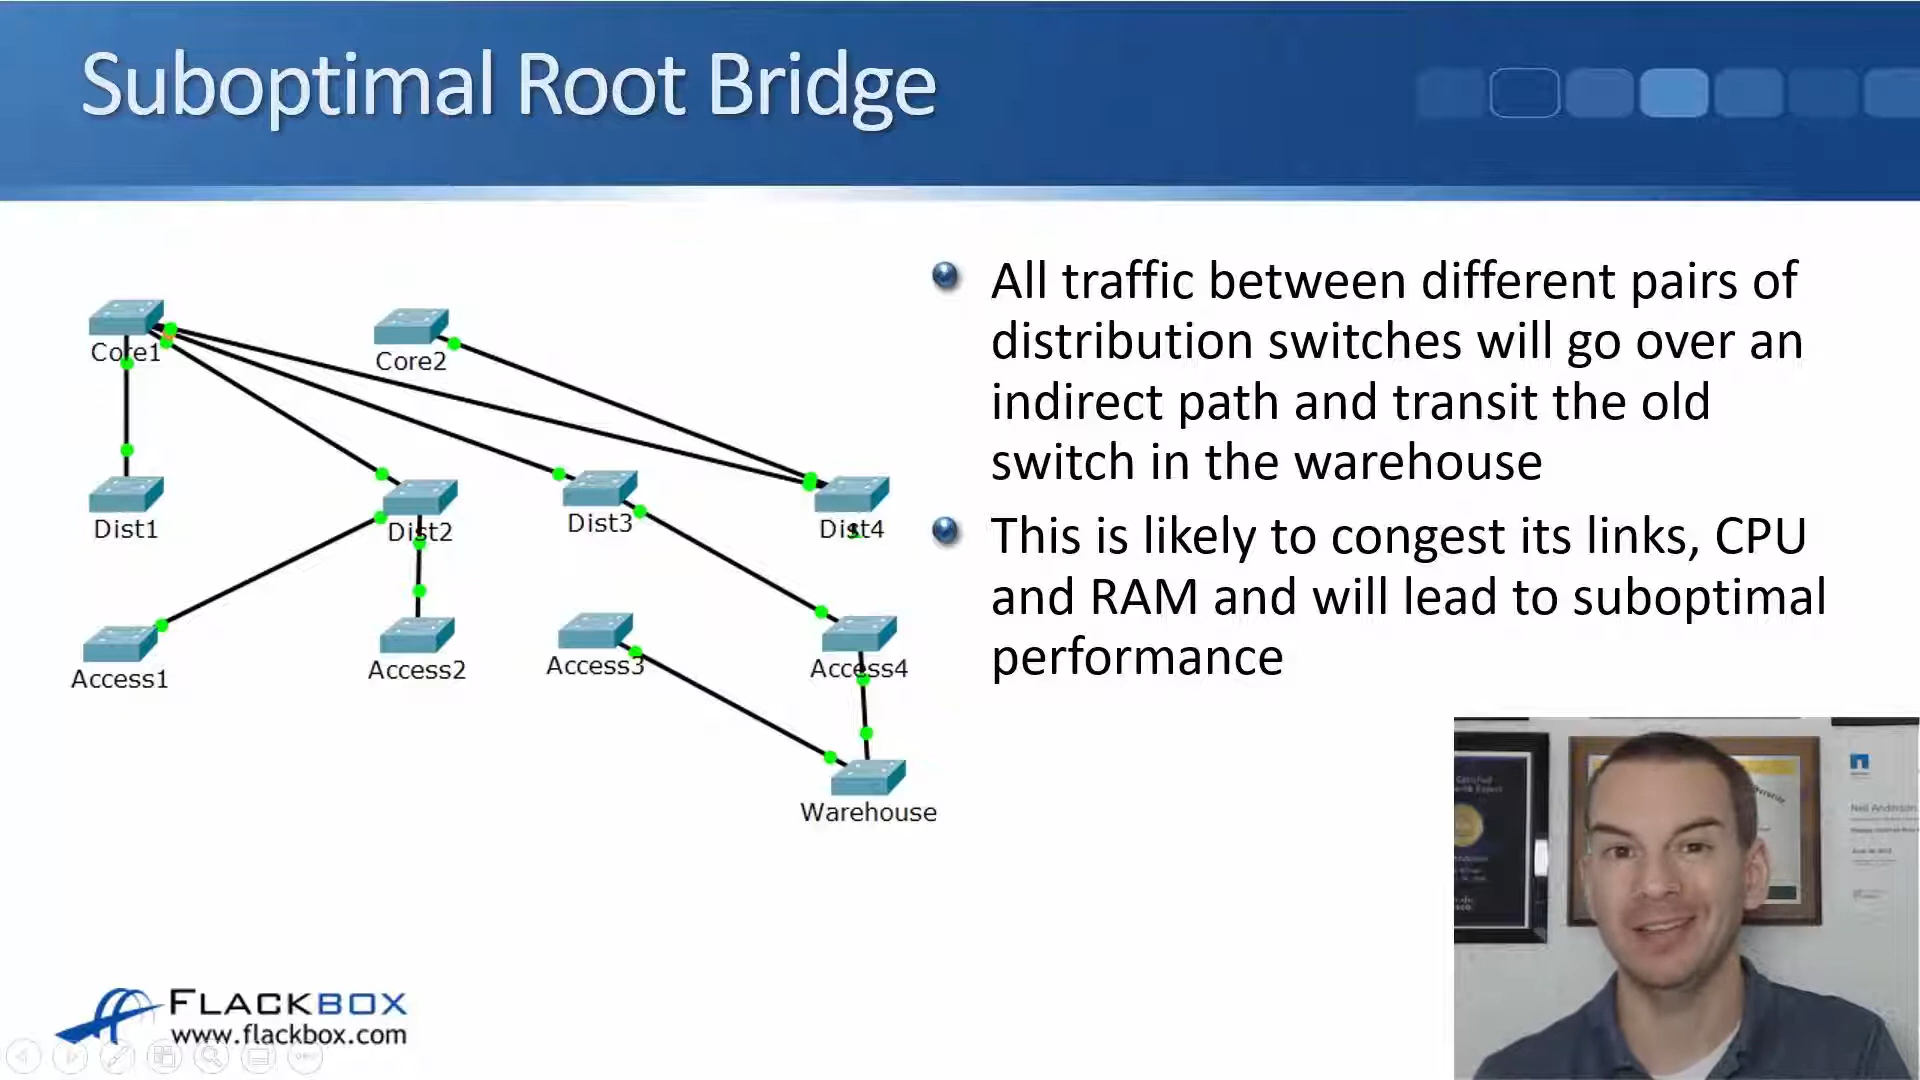 Suboptimal Root Bridge
All traffic between different pairs of
distribution switches will go over an
indirect path and transit the old
switch in the warehouse
This is likely to congest its links, CPU
and RAM and will lead to suboptimal
performance
Core1
Core2
Dist1
Dist2
Dist3
Dist4
Access1
Access2
Access3
Access4
Warehouse
FLACKBOX
www.flackbox.com
Neil Anderson